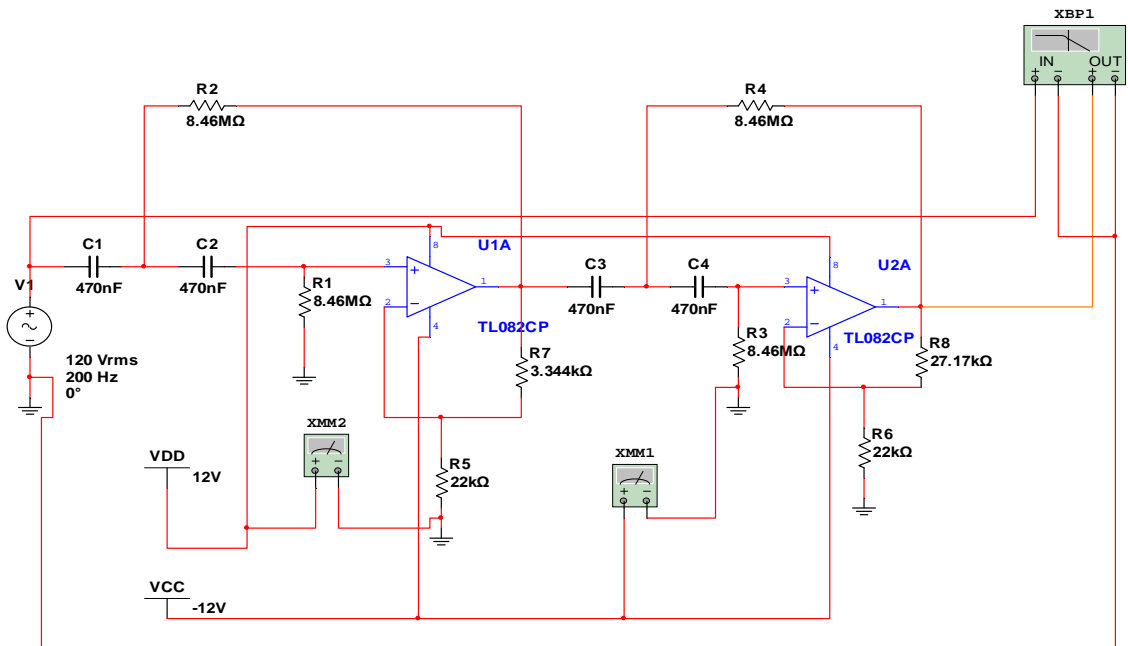 XBP1
IN OUT
+ - + -
R2
8.46MΩ
R4
8.46MΩ
C1
470nF
C2
470nF
R1
8.46MΩ
U1A
8
3
2
1
4
+
-
TL082CP
C3
470nF
C4
470nF
R3
8.46MΩ
U2A
8
3
2
1
4
+
-
TL082CP
V1
+
-
120 Vrms
200 Hz
0°
R7
3.344kΩ
R8
27.17kΩ
XMM2
+ -
R5
22kΩ
XMM1
+ -
R6
22kΩ
VDD
12V
VCC
-12V